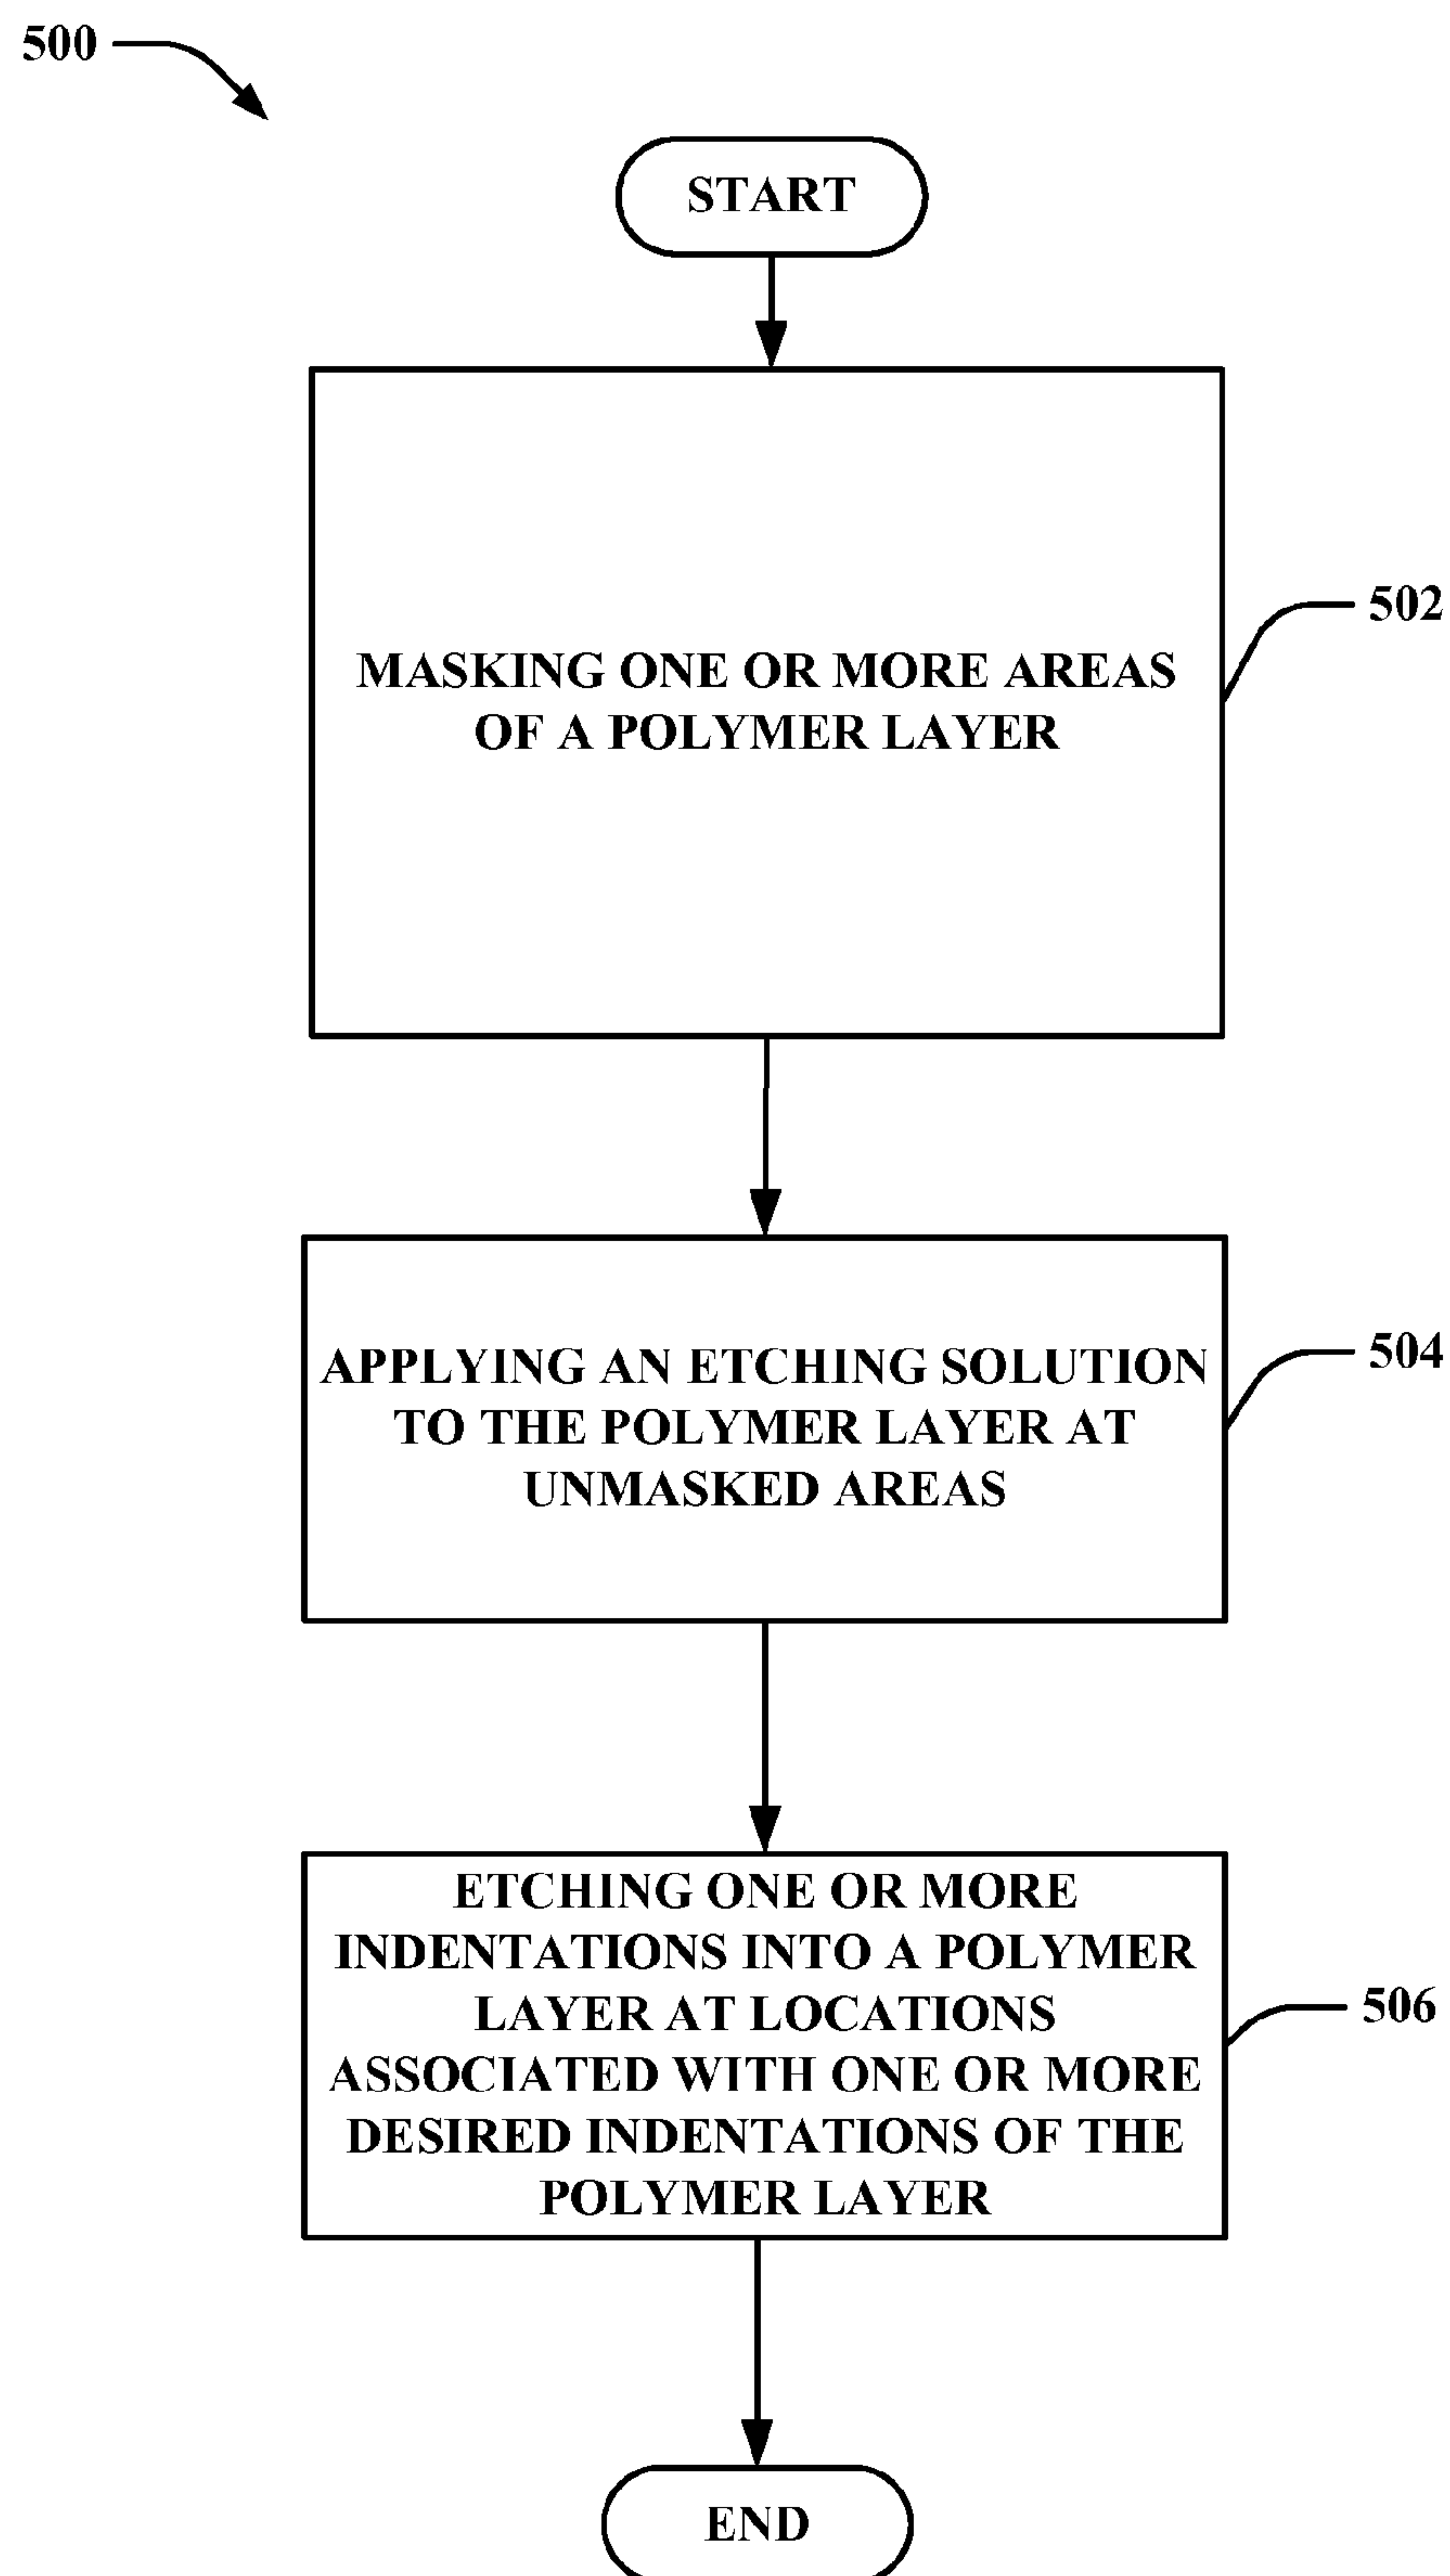 500
START
MASKING ONE OR MORE AREAS
OF A POLYMER LAYER
502
APPLYING AN ETCHING SOLUTION
TO THE POLYMER LAYER AT
UNMASKED AREAS
504
ETCHING ONE OR MORE
INDENTATIONS INTO A POLYMER
LAYER AT LOCATIONS
ASSOCIATED WITH ONE OR MORE
DESIRED INDENTATIONS OF THE
POLYMER LAYER
506
END